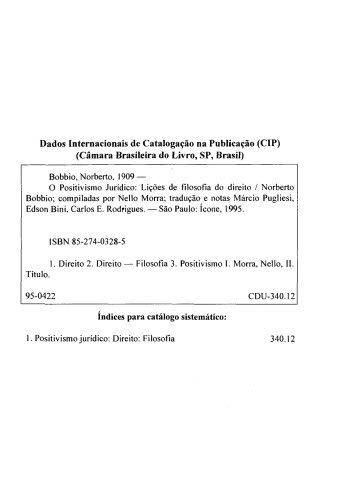 Dados Internacionais de Catalogação na Publicação (CIP)
(Câmara Brasileira do Livro, SP, Brasil)
Bobbio, Norberto, 1909 —
O Positivismo Jurídico: Lições de filosofia do direito / Norberto
Bobbio; compiladas por Nello Morra; tradução e notas Márcio Pugliesi,
Edson Bini, Carlos E. Rodrigues. — São Paulo: Ícone, 1995.
ISBN 85-274-0328-5
1. Direito 2. Direito — Filosofia 3. Positivismo I. Morra, Nello, II.
Título.
95-0422 CDU-340.12
Índices para catálogo sistemático:
1. Positivismo jurídico: Direito: Filosofia 340.12